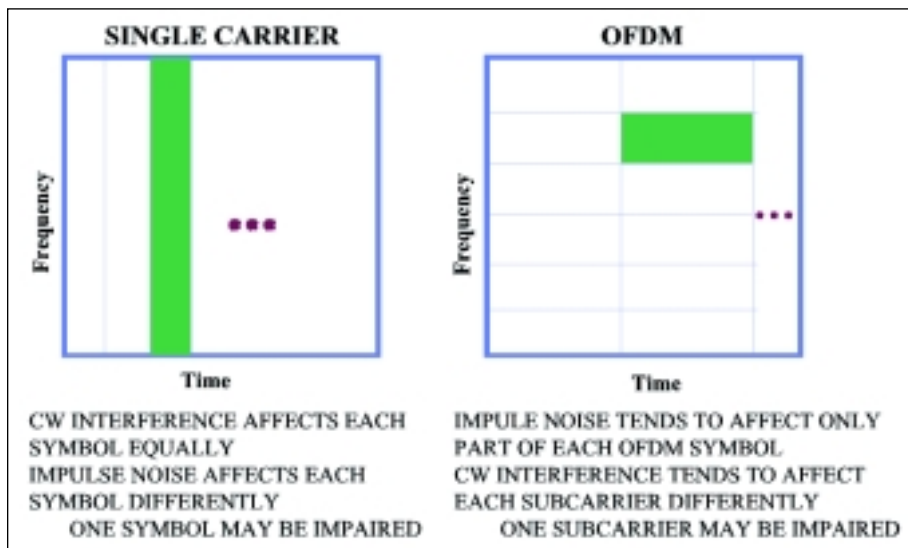 SINGLE CARRIER
Frequency
Time
CW INTERFERENCE AFFECTS EACH
SYMBOL EQUALLY
IMPULSE NOISE AFFECTS EACH
SYMBOL DIFFERENTLY
ONE SYMBOL MAY BE IMPAIRED
OFDM
Frequency
Time
IMPULE NOISE TENDS TO AFFECT ONLY
PART OF EACH OFDM SYMBOL
CW INTERFERENCE TENDS TO AFFECT
EACH SUBCARRIER DIFFERENTLY
ONE SUBCARRIER MAY BE IMPAIRED